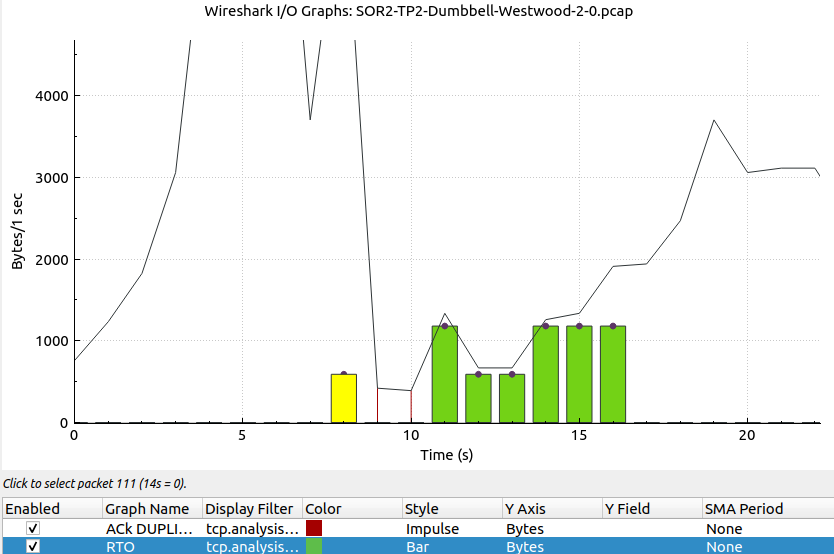 Wireshark I/O Graphs: SOR2-TP2-Dumbbell-Westwood-2-0.pcap
4000
3000
2000
1000
0
Bytes/1 sec
0 5 10 15 20
Time (s)
Click to select packet 111 (14s = 0).
Enabled Graph Name Display Filter Color Style Y Axis Y Field SMA Period
ACk DUPLI... tcp.analysis... Impulse Bytes None
RTO tcp.analysis... Bar Bytes None